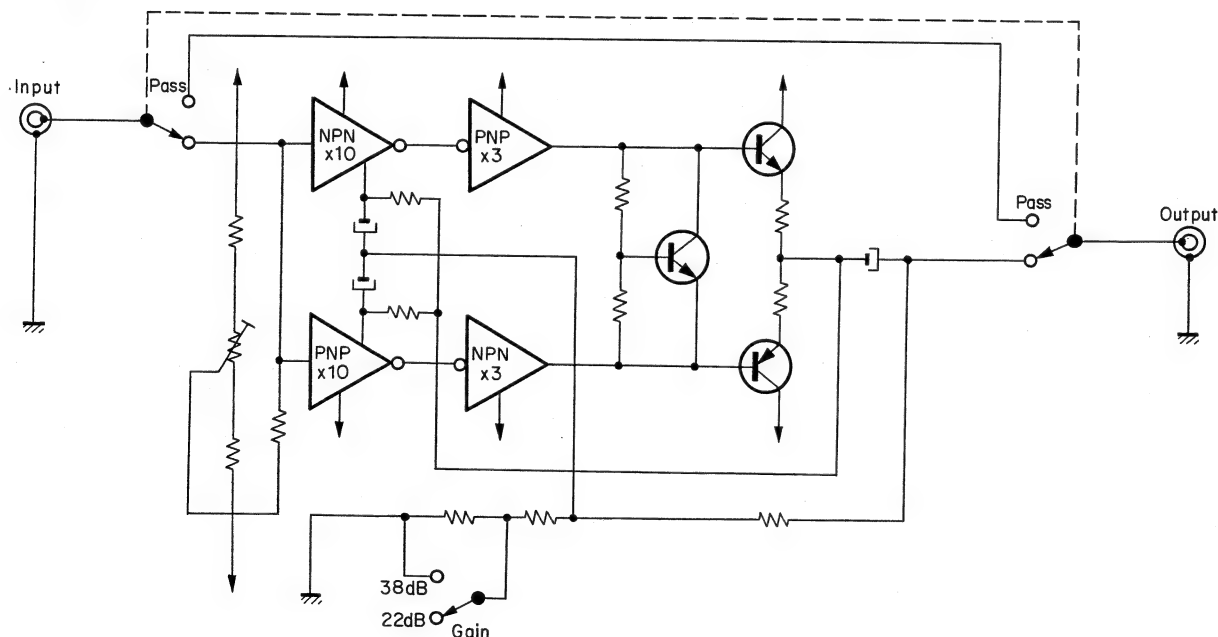 Input
Pass
NPN
x10
PNP
x3
Pass
Output
PNP
x10
NPN
x3
38dB
22dB
Gain